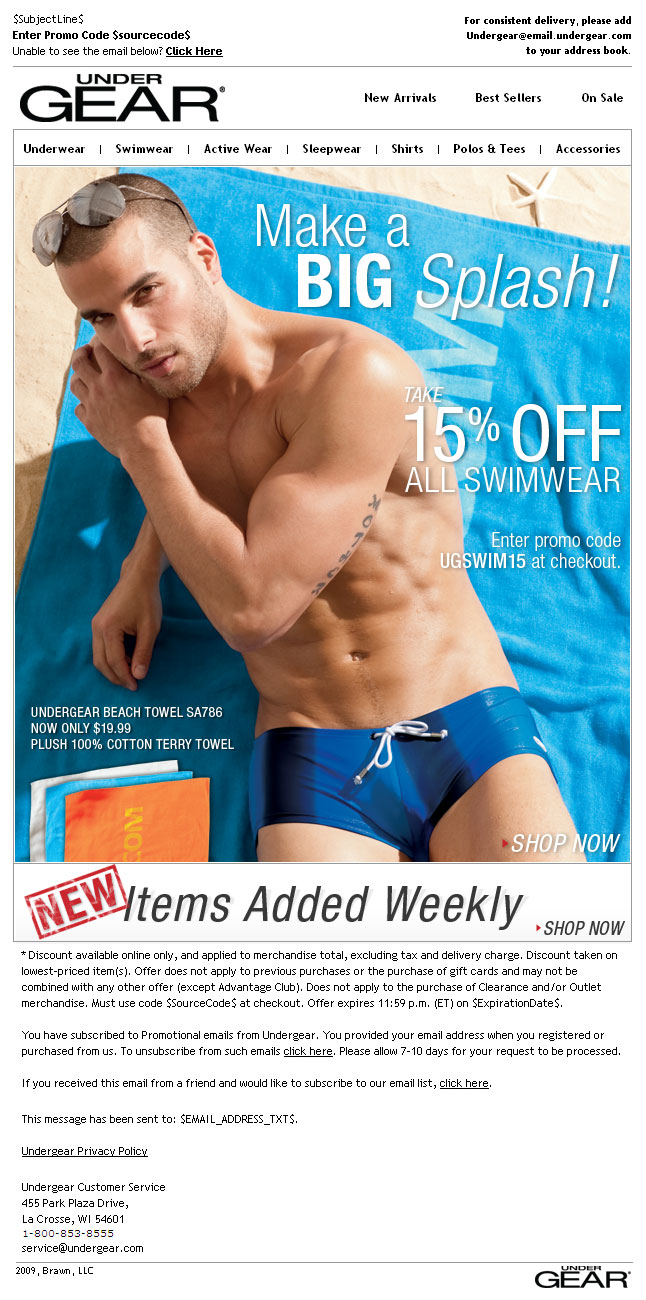 $SubjectLine$
Enter Promo Code $sourcecode$
Unable to see the email below? Click Here
For consistent delivery, please add
Undergear@email.undergear.com
to your address book.
UNDER
GEAR®
New Arrivals Best Sellers On Sale
Underwear | Swimwear | Active Wear | Sleepwear | Shirts | Polos & Tees | Accessories
Make a
BIG Splash!
TAKE
15% OFF
ALL SWIMWEAR
Enter promo code
UGSWIM15 at checkout.
UNDERGEAR BEACH TOWEL SA786
NOW ONLY $19.99
PLUSH 100% COTTON TERRY TOWEL
.COM
SHOP NOW
NEW Items Added Weekly
SHOP NOW
* Discount available online only, and applied to merchandise total, excluding tax and delivery charge. Discount taken on
lowest-priced item(s). Offer does not apply to previous purchases or the purchase of gift cards and may not be
combined with any other offer (except Advantage Club). Does not apply to the purchase of Clearance and/or Outlet
merchandise. Must use code $SourceCode$ at checkout. Offer expires 11:59 p.m. (ET) on $ExpirationDate$.
You have subscribed to Promotional emails from Undergear. You provided your email address when you registered or
purchased from us. To unsubscribe from such emails click here. Please allow 7-10 days for your request to be processed.
If you received this email from a friend and would like to subscribe to our email list, click here.
This message has been sent to: $EMAIL_ADDRESS_TXT$.
Undergear Privacy Policy
Undergear Customer Service
455 Park Plaza Drive,
La Crosse, WI 54601
1-800-853-8555
service@undergear.com
2009, Brawn, LLC
UNDER
GEAR®